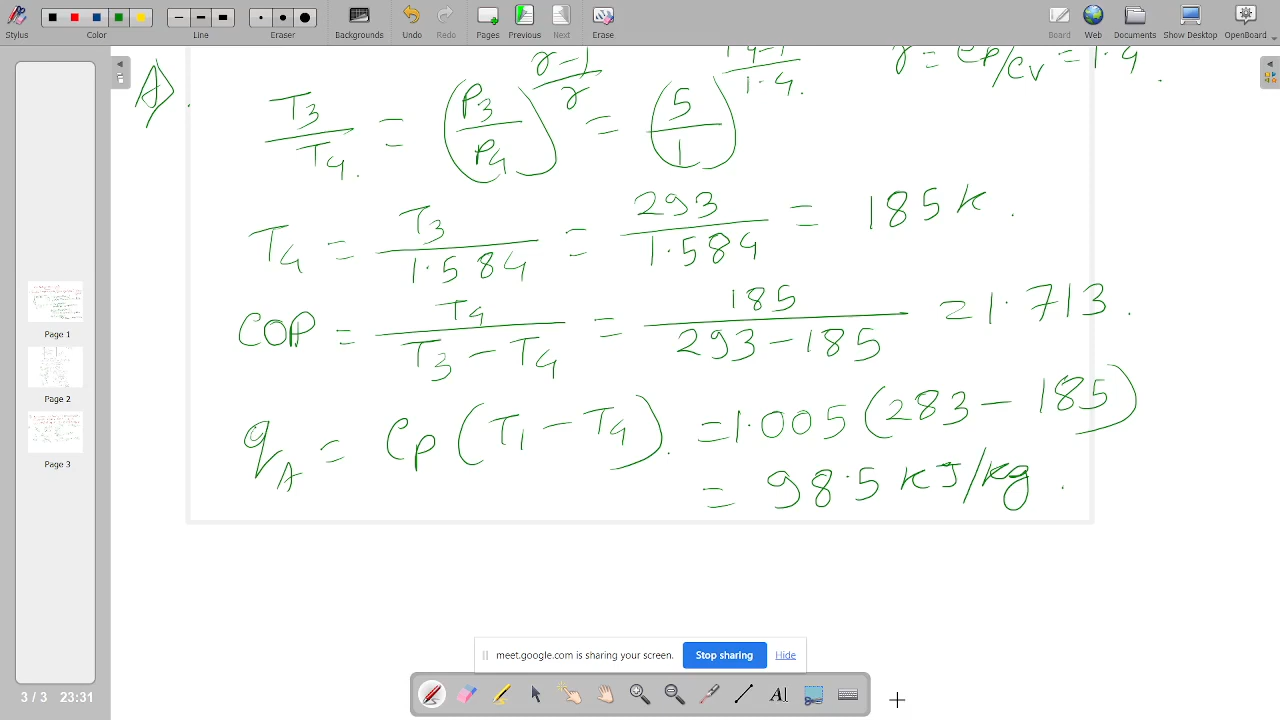 Stylus Color Line Eraser Backgrounds Undo Redo Pages Previous Next Erase Board Web Documents Show Desktop OpenBoard
A) T3/T4. = (P3/P4)^(γ-1/γ) = (5/1)^(1.4-1/1.4.) γ = CP/CV = 1.4.
T4 = T3/1.584 = 293/1.584 = 185 K.
COP = T4/T3 - T4 = 185/293 - 185 = 1.713.
qA = CP (T1 - T4). = 1.005 (283 - 185)
= 98.5 KJ/Kg.
Page 1
Page 2
Page 3
meet.google.com is sharing your screen. Stop sharing Hide
3 / 3 23:31
AI